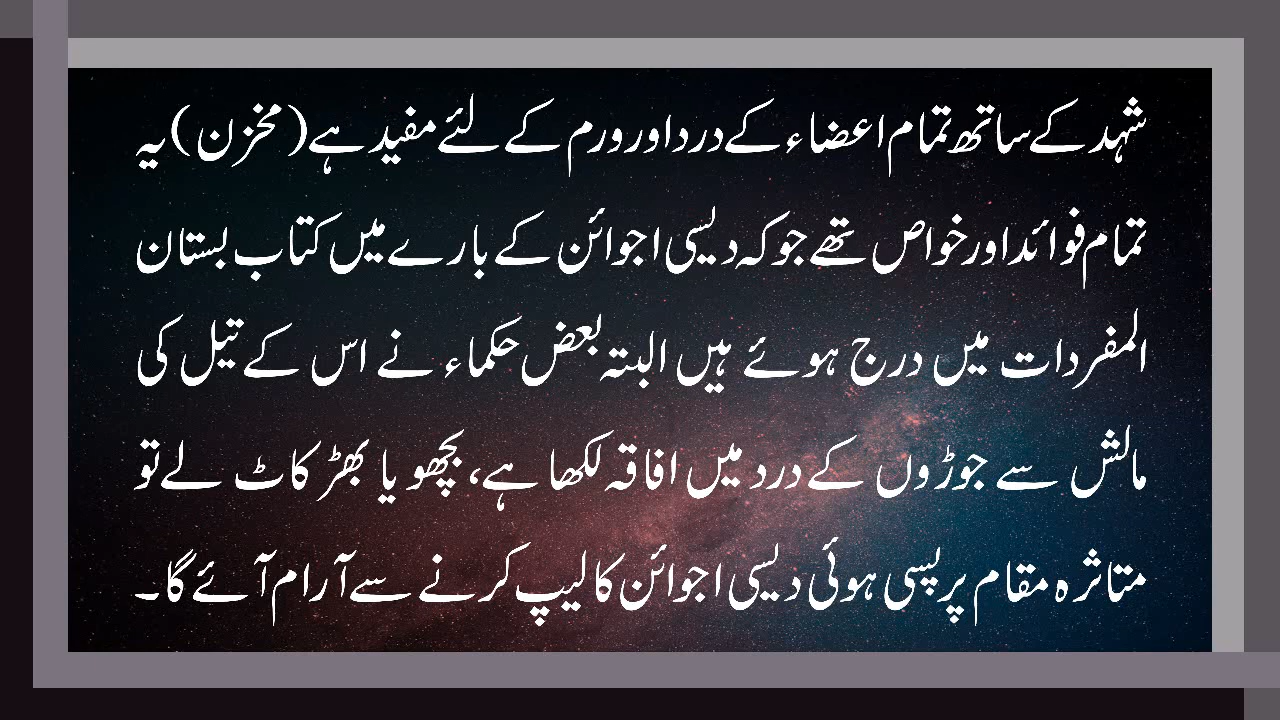 شہد کے ساتھ تمام اعضاء کے درد اور ورم کے لئے مفید ہے (مخزن) یہ
تمام فوائد اور خواص تھے جو کہ دیسی اجوائن کے بارے میں کتاب بستان
المفردات میں درج ہوئے ہیں البتہ بعض حکماء نے اس کے تیل کی
مالش سے جوڑوں کے درد میں افاقہ لکھا ہے، بچھو یا بھڑ کاٹ لے تو
متاثرہ مقام پر پسی ہوئی دیسی اجوائن کا لیپ کرنے سے آرام آئے گا۔